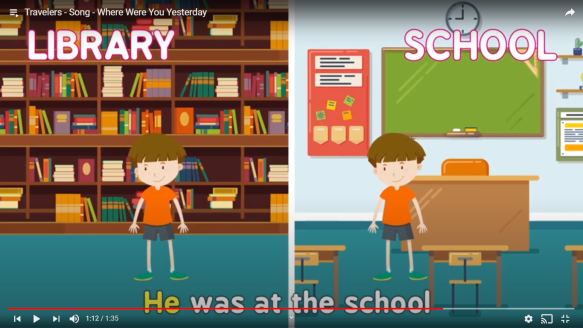 Travelers - Song - Where Were You Yesterday
LIBRARY
SCHOOL
He was at the school
1:12 / 1:35